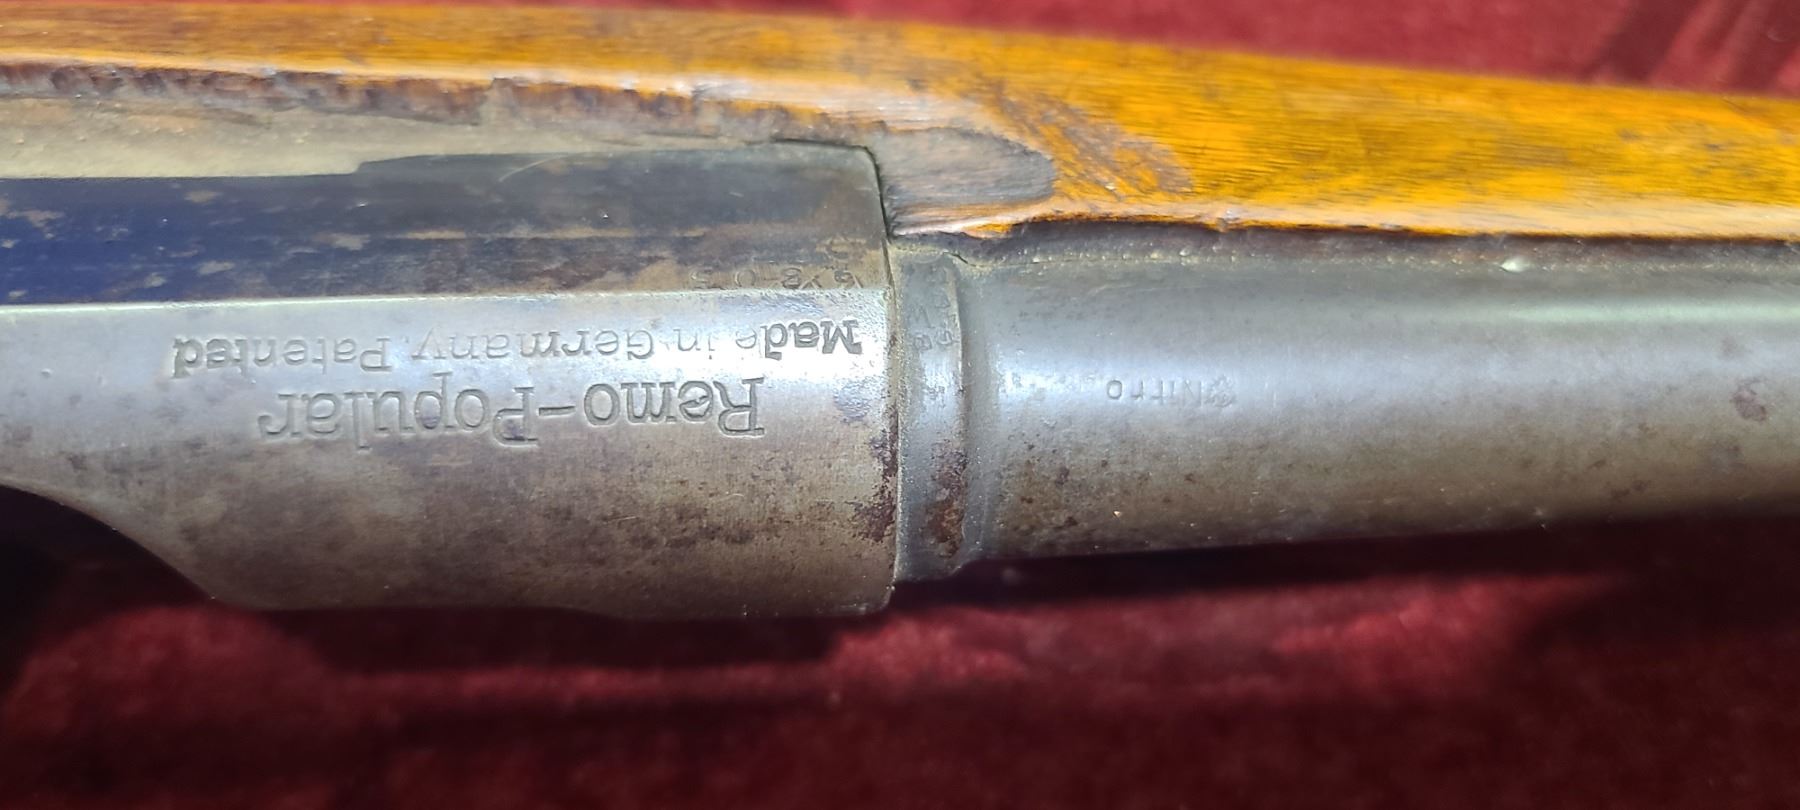 Remo-Popular
Made in Germany. Patented
Nitro